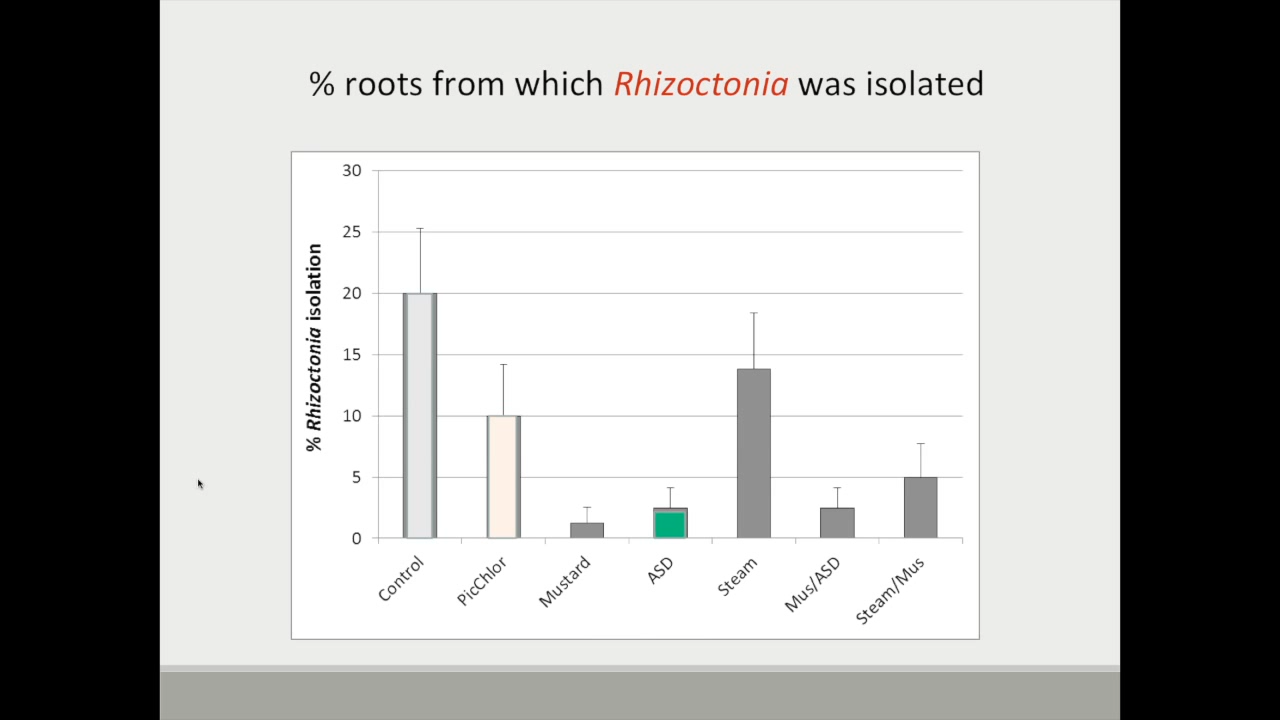 % roots from which Rhizoctonia was isolated
% Rhizoctonia isolation
30
25
20
15
10
5
0
Control
PicChlor
Mustard
ASD
Steam
Mus/ASD
Steam/Mus